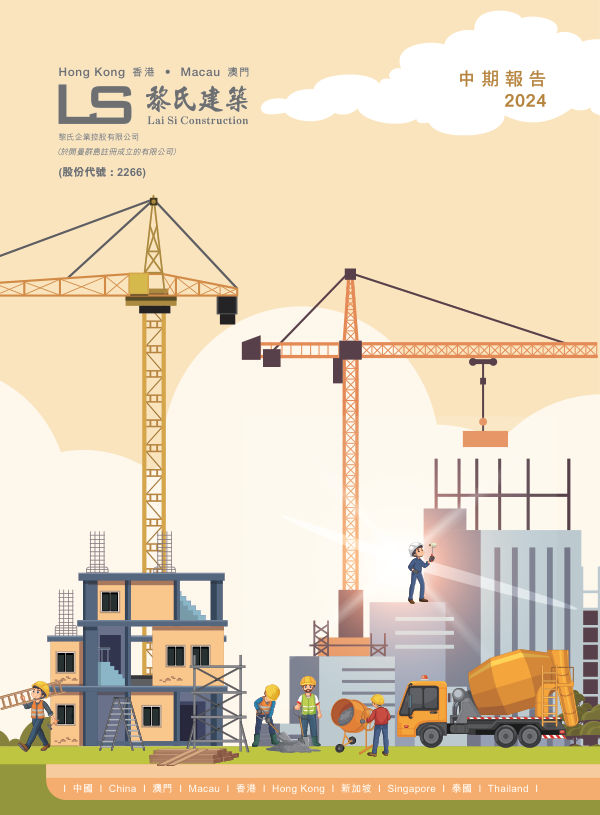 Hong Kong 香港 • Macau 澳門
LS 黎氏建築
Lai Si Construction
黎氏企業控股有限公司
(於開曼群島註冊成立的有限公司)
(股份代號：2266)
中期報告
2024
| 中國 | China | 澳門 | Macau | 香港 | Hong Kong | 新加坡 | Singapore | 泰國 | Thailand |